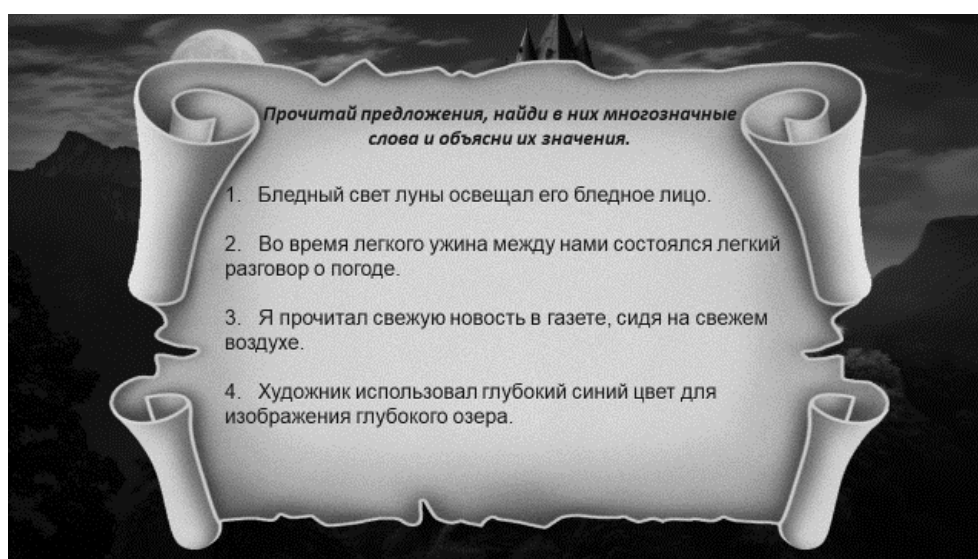 Прочитай предложения, найди в них многозначные
слова и объясни их значения.
1. Бледный свет луны освещал его бледное лицо.
2. Во время легкого ужина между нами состоялся легкий
разговор о погоде.
3. Я прочитал свежую новость в газете, сидя на свежем
воздухе.
4. Художник использовал глубокий синий цвет для
изображения глубокого озера.